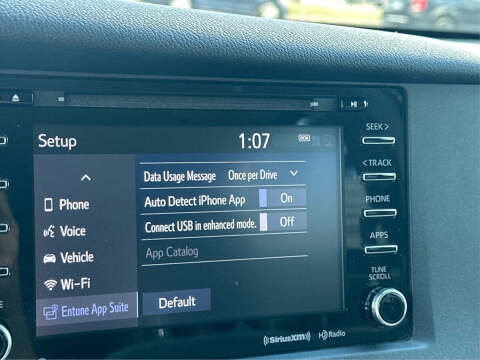 Setup
1:07
Phone
Voice
Vehicle
Wi-Fi
Entune App Suite
Data Usage Message Once per Drive
Auto Detect iPhone App On
Connect USB in enhanced mode. Off
App Catalog
Default
SEEK >
< TRACK
PHONE
APPS
TUNE
SCROLL
SiriusXM HD Radio